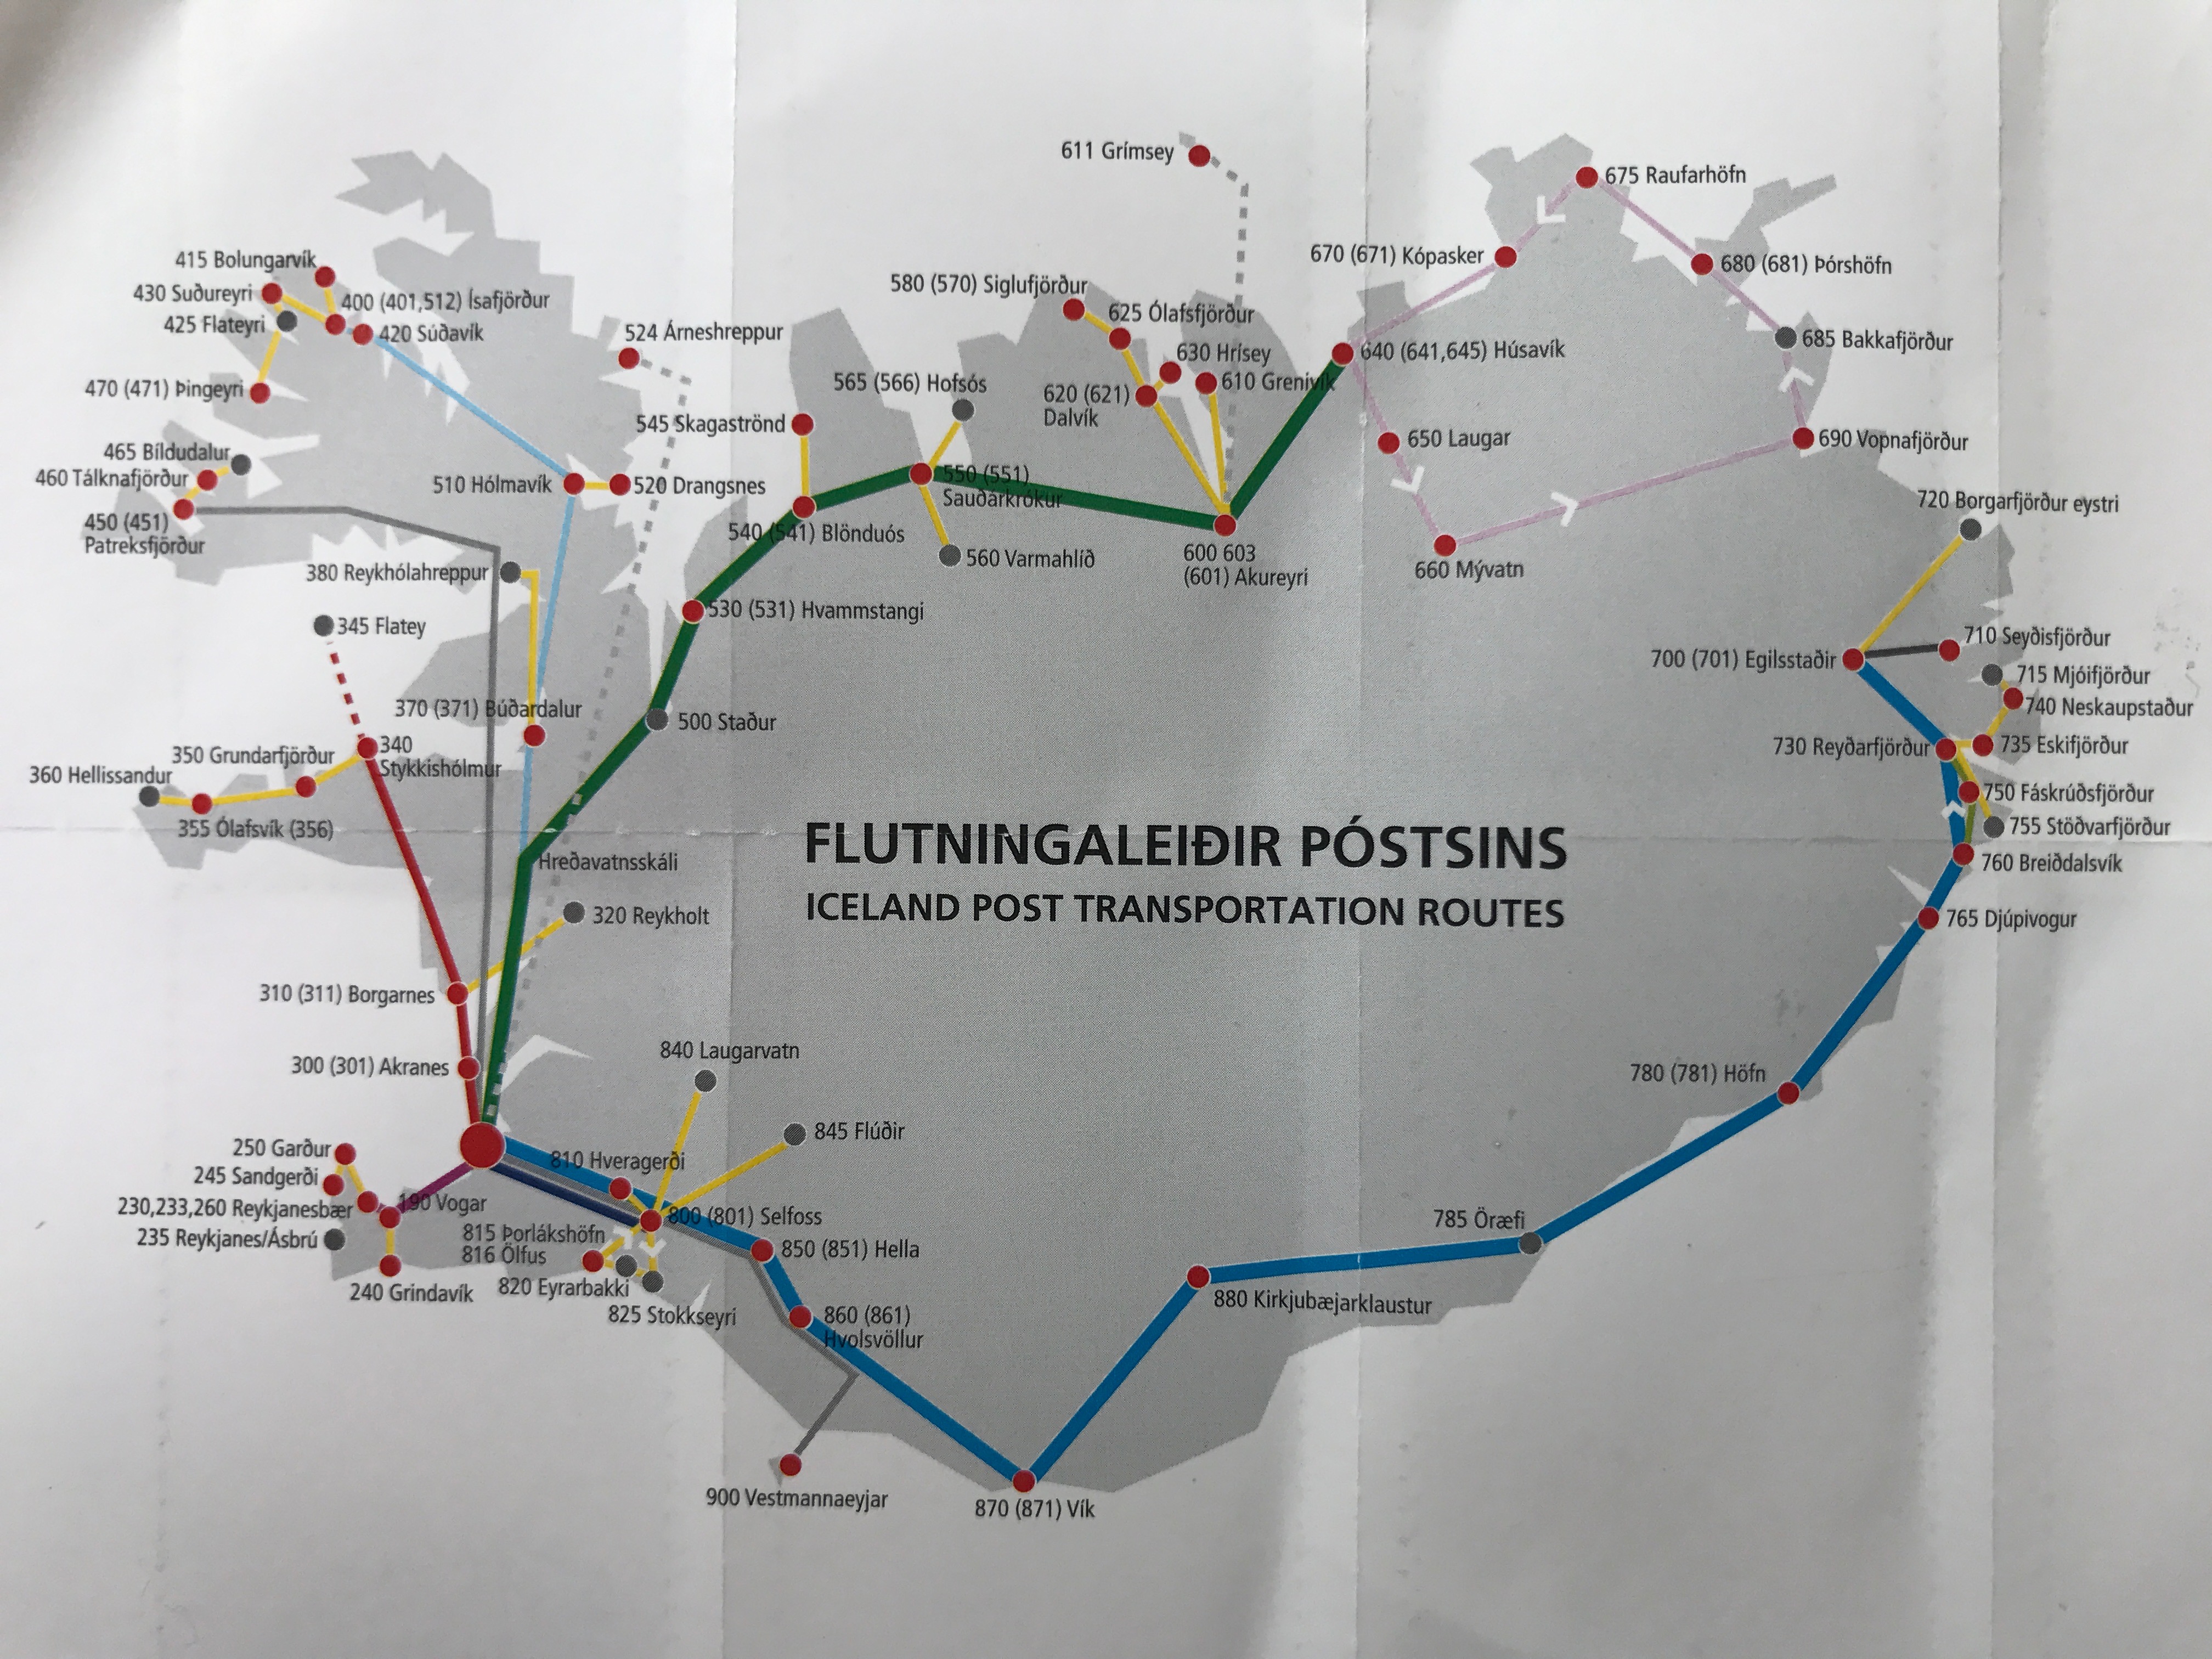 611 Grímsey
675 Raufarhöfn
415 Bolungarvík
430 Suðureyri
400 (401,512) Ísafjörður
425 Flateyri
420 Súðavík
470 (471) Þingeyri
465 Bíldudalur
460 Tálknafjörður
450 (451)
Patreksfjörður
524 Árneshreppur
510 Hólmavík
520 Drangsnes
380 Reykhólahreppur
345 Flatey
370 (371) Búðardalur
340
Stykkishólmur
350 Grundarfjörður
360 Hellissandur
355 Ólafsvík (356)
580 (570) Siglufjörður
625 Ólafsfjörður
630 Hrísey
610 Grenivík
620 (621)
Dalvík
565 (566) Hofsós
545 Skagaströnd
550 (551)
Sauðárkrókur
540 (541) Blönduós
560 Varmahlíð
600 603
(601) Akureyri
530 (531) Hvammstangi
500 Staður
670 (671) Kópasker
680 (681) Þórshöfn
685 Bakkafjörður
640 (641,645) Húsavík
650 Laugar
660 Mývatn
690 Vopnafjörður
720 Borgarfjörður eystri
710 Seyðisfjörður
700 (701) Egilsstaðir
715 Mjóifjörður
740 Neskaupstaður
730 Reyðarfjörður
735 Eskifjörður
750 Fáskrúðsfjörður
755 Stöðvarfjörður
760 Breiðdalsvík
765 Djúpivogur
FLUTNINGALEIÐIR PÓSTSINS
ICELAND POST TRANSPORTATION ROUTES
Hreðavatnsskáli
320 Reykholt
310 (311) Borgarnes
300 (301) Akranes
840 Laugarvatn
845 Flúðir
780 (781) Höfn
250 Garður
245 Sandgerði
230,233,260 Reykjanesbær
190 Vogar
235 Reykjanes/Ásbrú
240 Grindavík
810 Hveragerði
800 (801) Selfoss
815 Þorlákshöfn
816 Ölfus
820 Eyrarbakki
825 Stokkseyri
850 (851) Hella
860 (861)
Hvolsvöllur
785 Öræfi
880 Kirkjubæjarklaustur
900 Vestmannaeyjar
870 (871) Vík